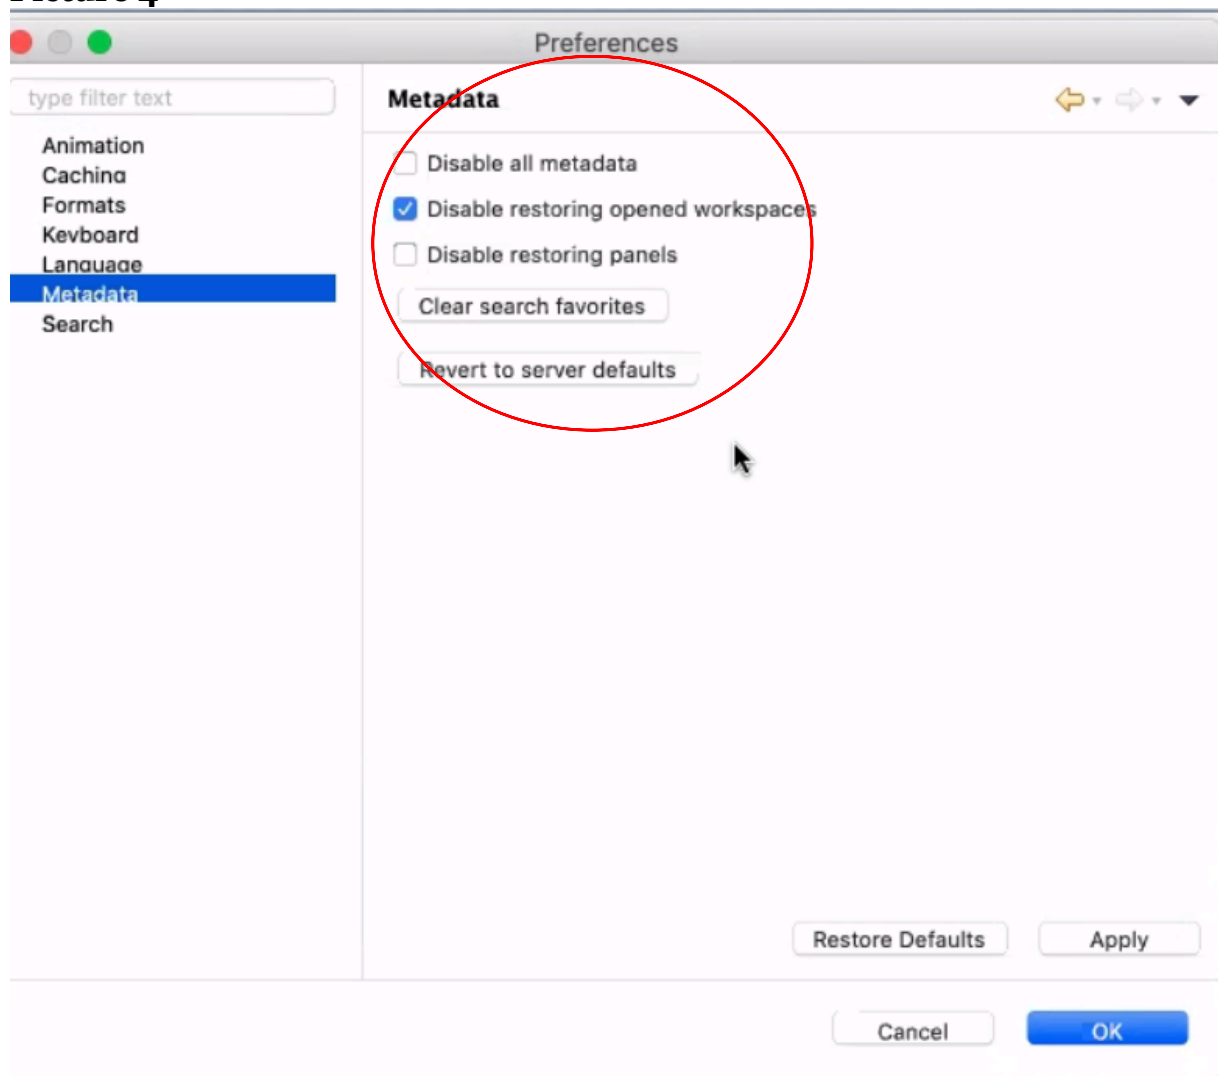 Preferences
type filter text
Metadata
Animation
Caching
Formats
Keyboard
Language
Metadata
Search
Disable all metadata
Disable restoring opened workspaces
Disable restoring panels
Clear search favorites
Revert to server defaults
Restore Defaults
Apply
Cancel
OK